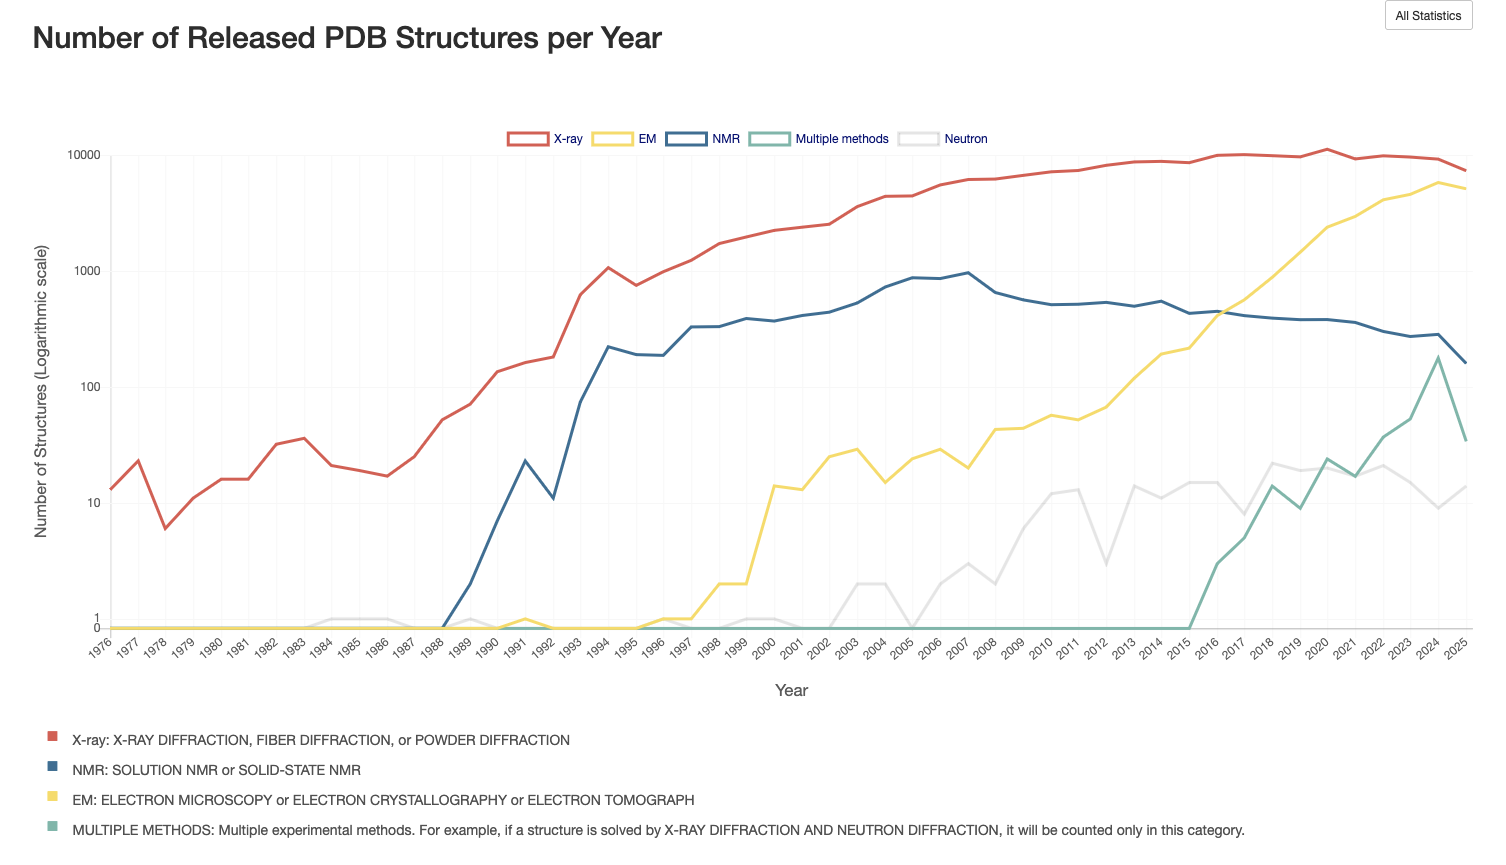 All Statistics
Number of Released PDB Structures per Year
X-ray EM NMR Multiple methods Neutron
Number of Structures (Logarithmic scale)
10000
1000
100
10
1
0
1976 1977 1978 1979 1980 1981 1982 1983 1984 1985 1986 1987 1988 1989 1990 1991 1992 1993 1994 1995 1996 1997 1998 1999 2000 2001 2002 2003 2004 2005 2006 2007 2008 2009 2010 2011 2012 2013 2014 2015 2016 2017 2018 2019 2020 2021 2022 2023 2024 2025
Year
X-ray: X-RAY DIFFRACTION, FIBER DIFFRACTION, or POWDER DIFFRACTION
NMR: SOLUTION NMR or SOLID-STATE NMR
EM: ELECTRON MICROSCOPY or ELECTRON CRYSTALLOGRAPHY or ELECTRON TOMOGRAPH
MULTIPLE METHODS: Multiple experimental methods. For example, if a structure is solved by X-RAY DIFFRACTION AND NEUTRON DIFFRACTION, it will be counted only in this category.